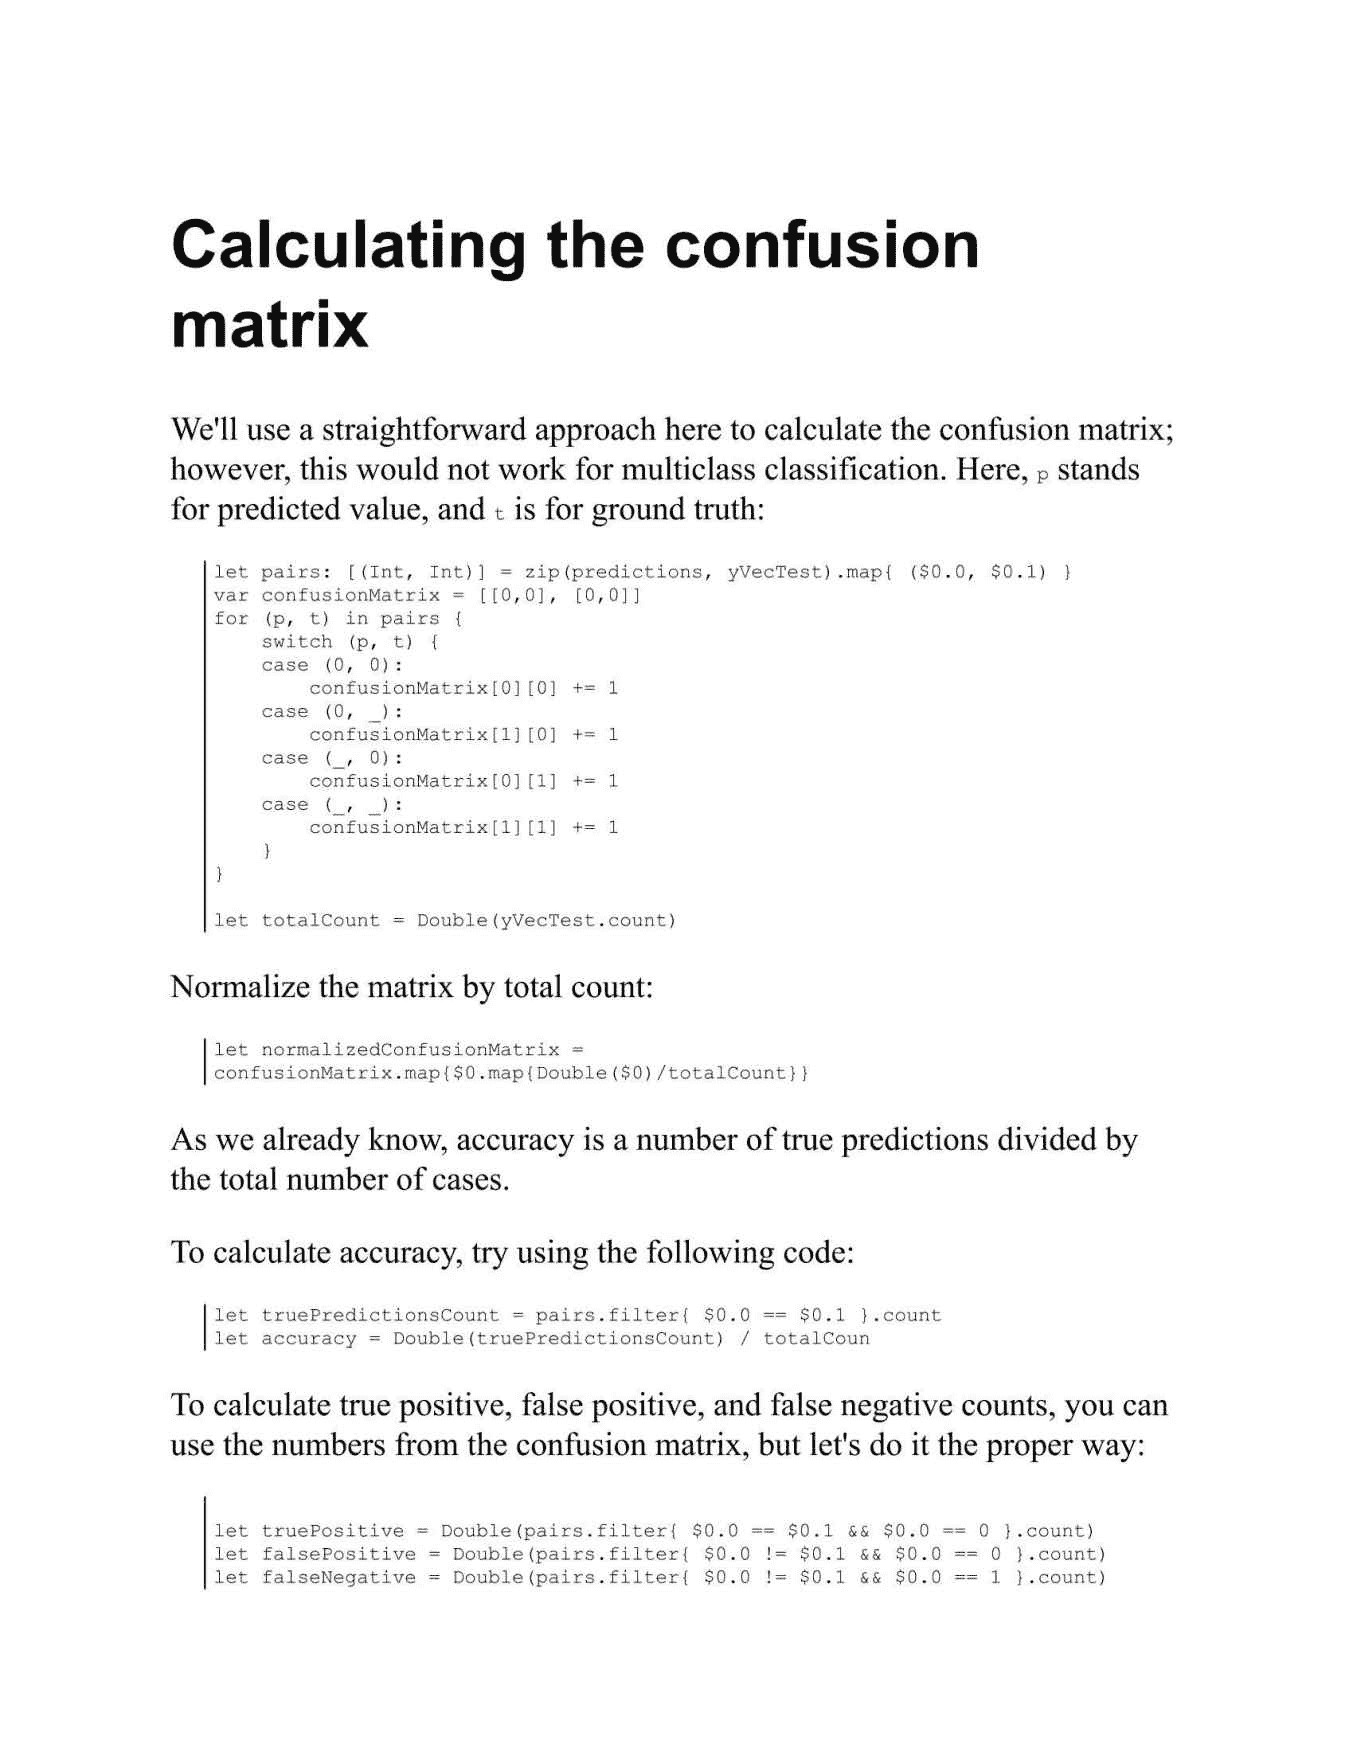 Calculating the confusion
matrix
We'll use a straightforward approach here to calculate the confusion matrix;
however, this would not work for multiclass classification. Here, p stands
for predicted value, and t is for ground truth:
let pairs: [(Int, Int)] = zip(predictions, yVecTest).map{ ($0.0, $0.1) }
var confusionMatrix = [[0,0], [0,0]]
for (p, t) in pairs {
    switch (p, t) {
    case (0, 0):
        confusionMatrix[0][0] += 1
    case (0, _):
        confusionMatrix[1][0] += 1
    case (_, 0):
        confusionMatrix[0][1] += 1
    case (_, _):
        confusionMatrix[1][1] += 1
    }
}
let totalCount = Double(yVecTest.count)
Normalize the matrix by total count:
let normalizedConfusionMatrix =
confusionMatrix.map{$0.map{Double($0)/totalCount}}
As we already know, accuracy is a number of true predictions divided by
the total number of cases.
To calculate accuracy, try using the following code:
let truePredictionsCount = pairs.filter{ $0.0 == $0.1 }.count
let accuracy = Double(truePredictionsCount) / totalCoun
To calculate true positive, false positive, and false negative counts, you can
use the numbers from the confusion matrix, but let's do it the proper way:
let truePositive = Double(pairs.filter{ $0.0 == $0.1 && $0.0 == 0 }.count)
let falsePositive = Double(pairs.filter{ $0.0 != $0.1 && $0.0 == 0 }.count)
let falseNegative = Double(pairs.filter{ $0.0 != $0.1 && $0.0 == 1 }.count)